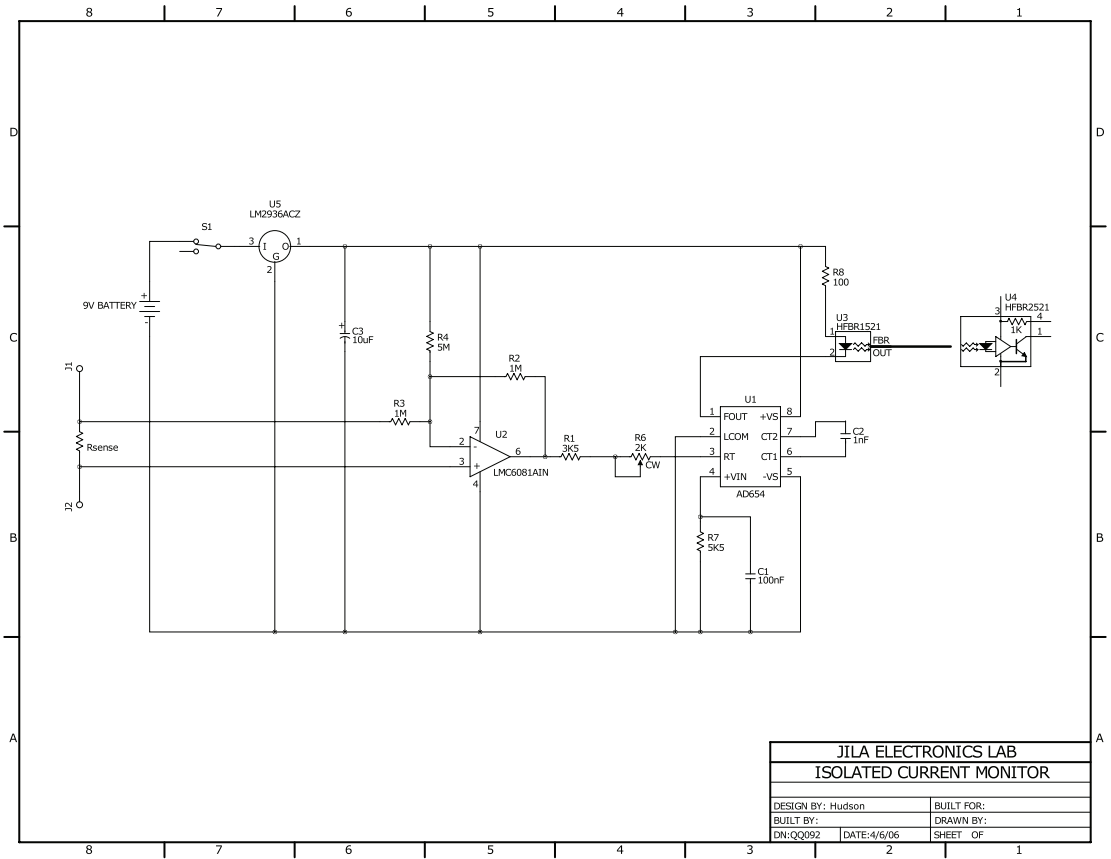 8 7 6 5 4 3 2 1
D D
C C
B B
A A
U5
LM2936ACZ
S1
3 I O 1
G
2
9V BATTERY
+
-
+
C3
10uF
R4
5M
R2
1M
R3
1M
J1
Rsense
J2
U2
7
2 -
3 +
6
4
LMC6081AIN
R1
3K5
R6
2K
CW
U1
1 FOUT +VS 8
2 LCOM CT2 7
3 RT CT1 6
4 +VIN -VS 5
AD654
C2
1nF
R7
5K5
C1
100nF
R8
100
U3
HFBR1521
1
2
FBR
OUT
U4
HFBR2521
3
4
1K
1
2
JILA ELECTRONICS LAB
ISOLATED CURRENT MONITOR
DESIGN BY: Hudson BUILT FOR:
BUILT BY: DRAWN BY:
DN:QQ092 DATE:4/6/06 SHEET OF
8 7 6 5 4 3 2 1